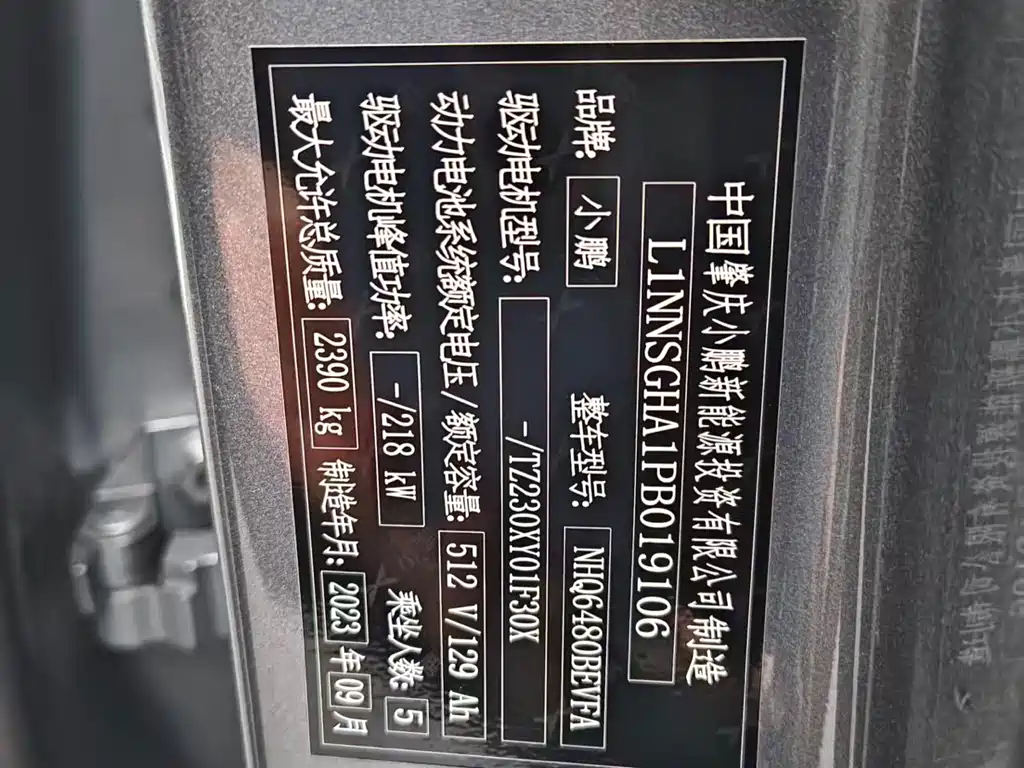 中国肇庆小鹏新能源投资有限公司制造
L1NNSGHA1PB019106
品牌: 小鹏 整车型号: NHQ6480BEVFA
驱动电机型号: -/TZ230XY01F30X
动力电池系统额定电压/额定容量: 512 V/129 Ah
驱动电机峰值功率: -/218 kW 乘坐人数: 5
最大允许总质量: 2390 kg 制造年月: 2023 年 09 月